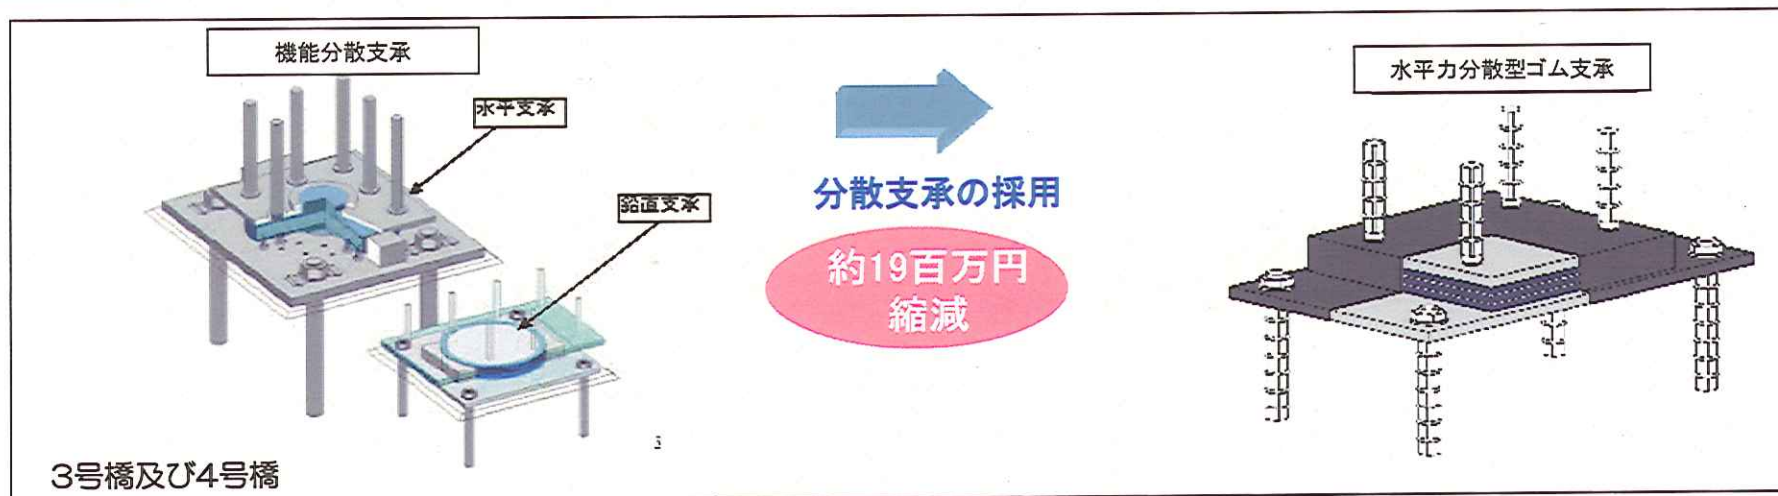 機能分散支承
水平支承
鉛直支承
分散支承の採用
約19百万円
縮減
水平力分散型ゴム支承
3号橋及び4号橋